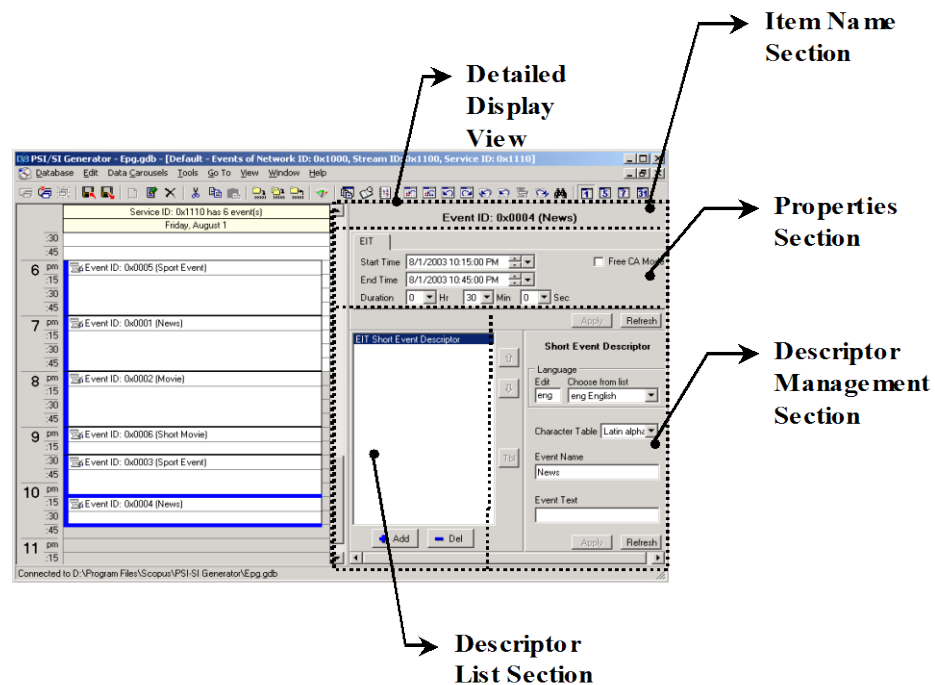 Item Name
Section
Detailed
Display
View
PSI/SI Generator - Epg.gdb - [Default - Events of Network ID: 0x1000, Stream ID: 0x1100, Service ID: 0x1110]
Database Edit Data Carousels Tools Go To View Window Help
Service ID: 0x1110 has 6 event(s)
Friday, August 1
:30
:45
6 pm Event ID: 0x0005 (Sport Event)
:15
:30
:45
7 pm Event ID: 0x0001 (News)
:15
:30
:45
8 pm Event ID: 0x0002 (Movie)
:15
:30
:45
9 pm Event ID: 0x0006 (Short Movie)
:15
:30 Event ID: 0x0003 (Sport Event)
:45
10 pm
:15 Event ID: 0x0004 (News)
:30
:45
11 pm
:15
Event ID: 0x0004 (News)
EIT
Start Time 8/1/2003 10:15:00 PM Free CA Mode
End Time 8/1/2003 10:45:00 PM
Duration 0 Hr 30 Min 0 Sec
Apply Refresh
EIT Short Event Descriptor
Short Event Descriptor
Language
Edit Choose from list
eng eng English
Character Table Latin alpha
Tbl
Event Name
News
Event Text
Add Del
Apply Refresh
Connected to D:\Program Files\Scopus\PSI-SI Generator\Epg.gdb
Properties
Section
Descriptor
Management
Section
Descriptor
List Section